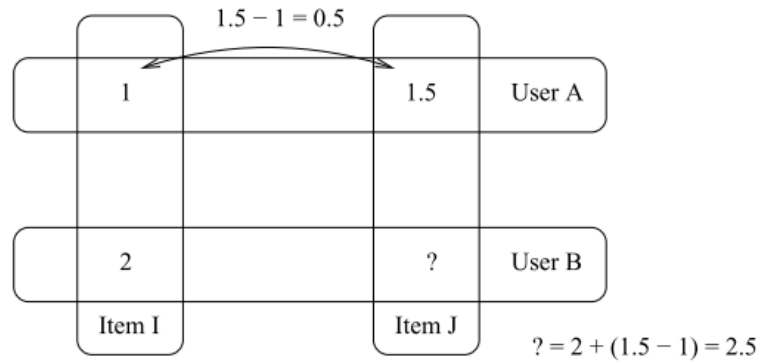 1.5 − 1 = 0.5
1 1.5 User A
2 ? User B
Item I Item J
? = 2 + (1.5 − 1) = 2.5